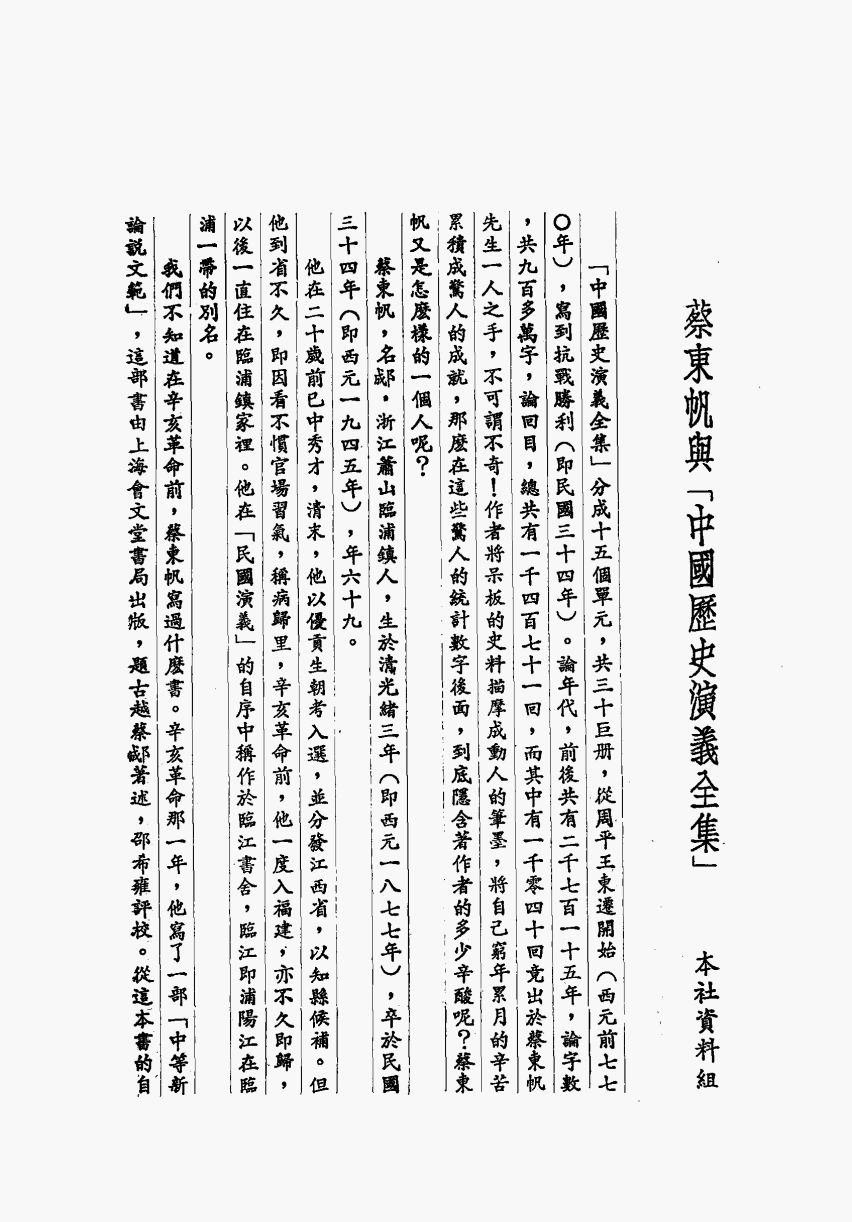 蔡東帆與「中國歷史演義全集」
本社資料組
「中國歷史演義全集」分成十五個單元，共三十巨册，從周平王東遷開始（西元前七七
〇年），寫到抗戰勝利（即民國三十四年）。論年代，前後共有二千七百一十五年，論字數
，共九百多萬字，論回目，總共有一千四百七十一回，而其中有一千零四十回竟出於蔡東帆
先生一人之手，不可謂不奇！作者將呆板的史料描摩成動人的筆墨，將自己窮年累月的辛苦
累積成驚人的成就，那麽在這些驚人的統計數字後面，到底隱含著作者的多少辛酸呢？蔡東
帆又是怎麽樣的一個人呢？
蔡東帆，名郕，浙江蕭山臨浦鎮人，生於清光緒三年（即西元一八七七年），卒於民國
三十四年（即西元一九四五年），年六十九。
他在二十歲前已中秀才，清末，他以優貢生朝考入選，並分發江西省，以知縣候補。但
他到省不久，即因看不慣官場習氣，稱病歸里，辛亥革命前，他一度入福建，亦不久即歸，
以後一直住在臨浦鎮家裡。他在「民國演義」的自序中稱作於臨江書舍，臨江即浦陽江在臨
浦一帶的別名。
我們不知道在辛亥革命前，蔡東帆寫過什麽書。辛亥革命那一年，他寫了一部「中等新
論說文範」，這部書由上海會文堂書局出版，題古越蔡郕著述，邵希雍評校。從這本書的自